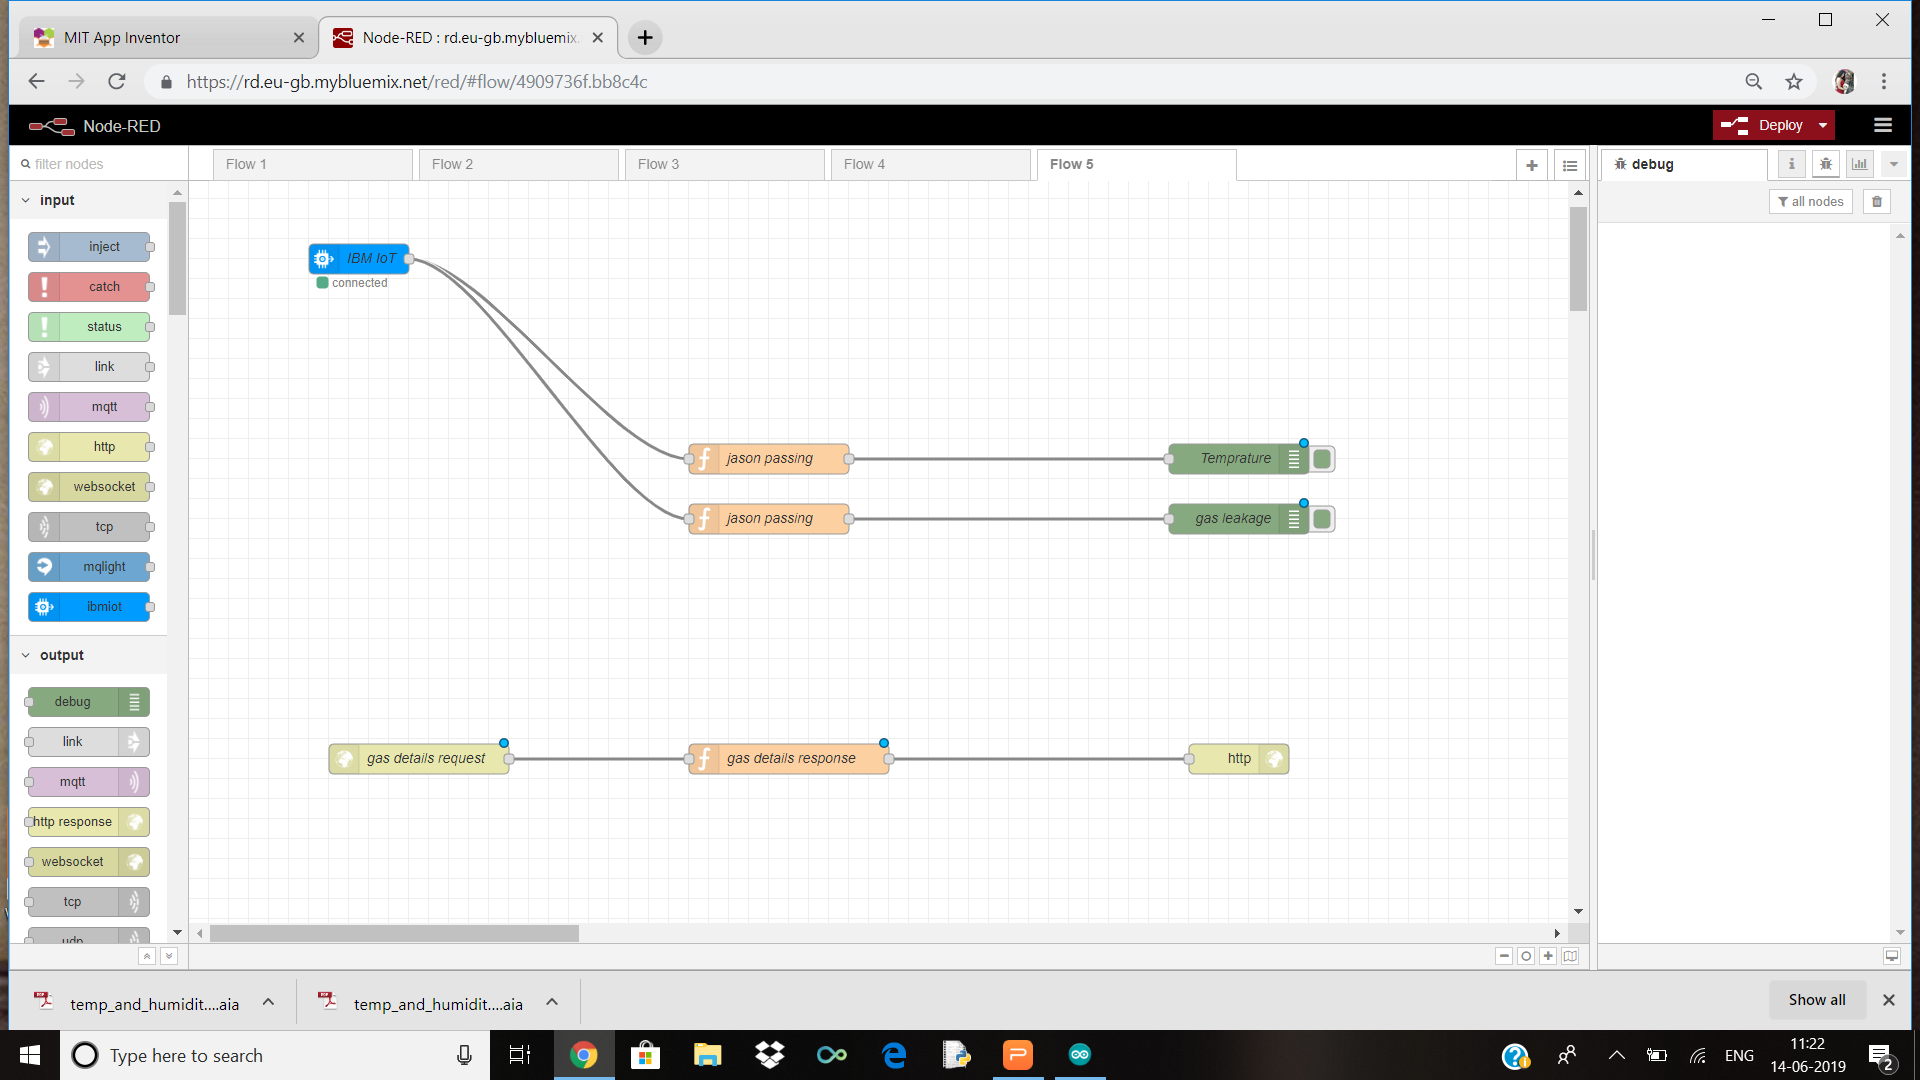 MIT App Inventor
Node-RED : rd.eu-gb.mybluemix.
https://rd.eu-gb.mybluemix.net/red/#flow/4909736f.bb8c4c
Node-RED
Deploy
filter nodes
Flow 1
Flow 2
Flow 3
Flow 4
Flow 5
debug
all nodes
input
inject
catch
status
link
mqtt
http
websocket
tcp
mqlight
ibmiot
output
debug
link
mqtt
http response
websocket
tcp
udp
IBM IoT
connected
jason passing
Temprature
jason passing
gas leakage
gas details request
gas details response
http
temp_and_humidit....aia
temp_and_humidit....aia
Show all
Type here to search
ENG
11:22
14-06-2019
2